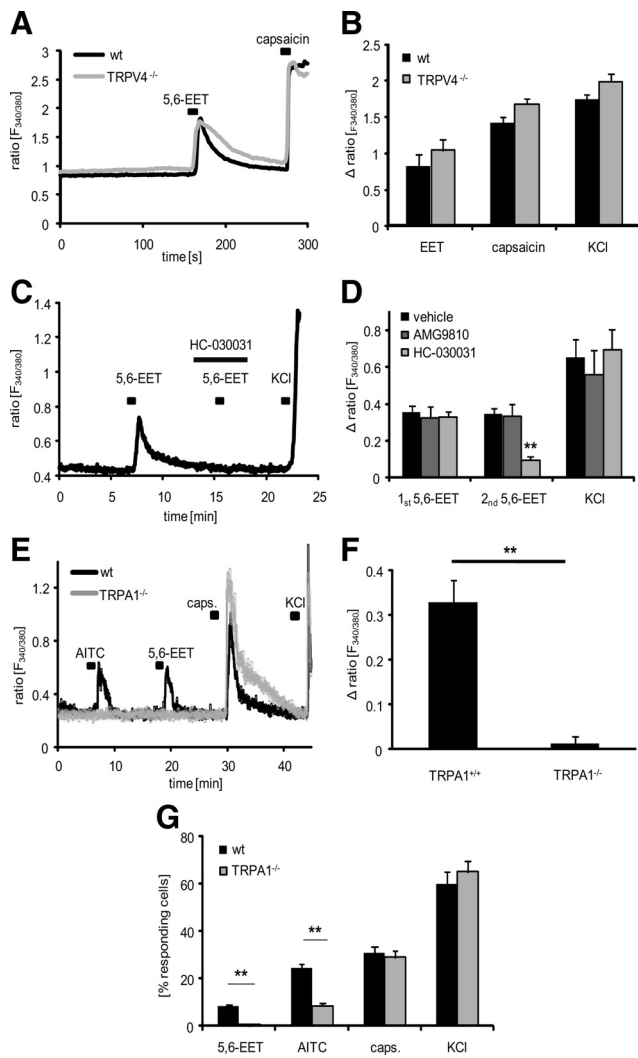 A
wt
TRPV4 -/-
capsaicin
5,6-EET
ratio [F340/380]
3
2.5
2
1.5
1
0.5
0
0
100
200
300
time [s]
B
wt
TRPV4 -/-
Δ ratio [F340/380]
2.5
2
1.5
1
0.5
0
EET
capsaicin
KCl
C
HC-030031
5,6-EET
5,6-EET
KCl
ratio [F340/380]
1.4
1.2
1.0
0.8
0.6
0.4
0
5
10
15
20
25
time [min]
D
vehicle
AMG9810
HC-030031
**
Δ ratio [F340/380]
0.8
0.6
0.4
0.2
0
1st 5,6-EET
2nd 5,6-EET
KCl
E
wt
TRPA1-/-
caps.
KCl
AITC
5,6-EET
ratio [F340/380]
1.6
1.2
0.8
0.4
0
0
10
20
30
40
time [min]
F
**
Δ ratio [F340/380]
0.4
0.3
0.2
0.1
0
TRPA1+/+
TRPA1-/-
G
wt
TRPA1-/-
**
**
[% responding cells]
80
60
40
20
0
5,6-EET
AITC
caps.
KCl